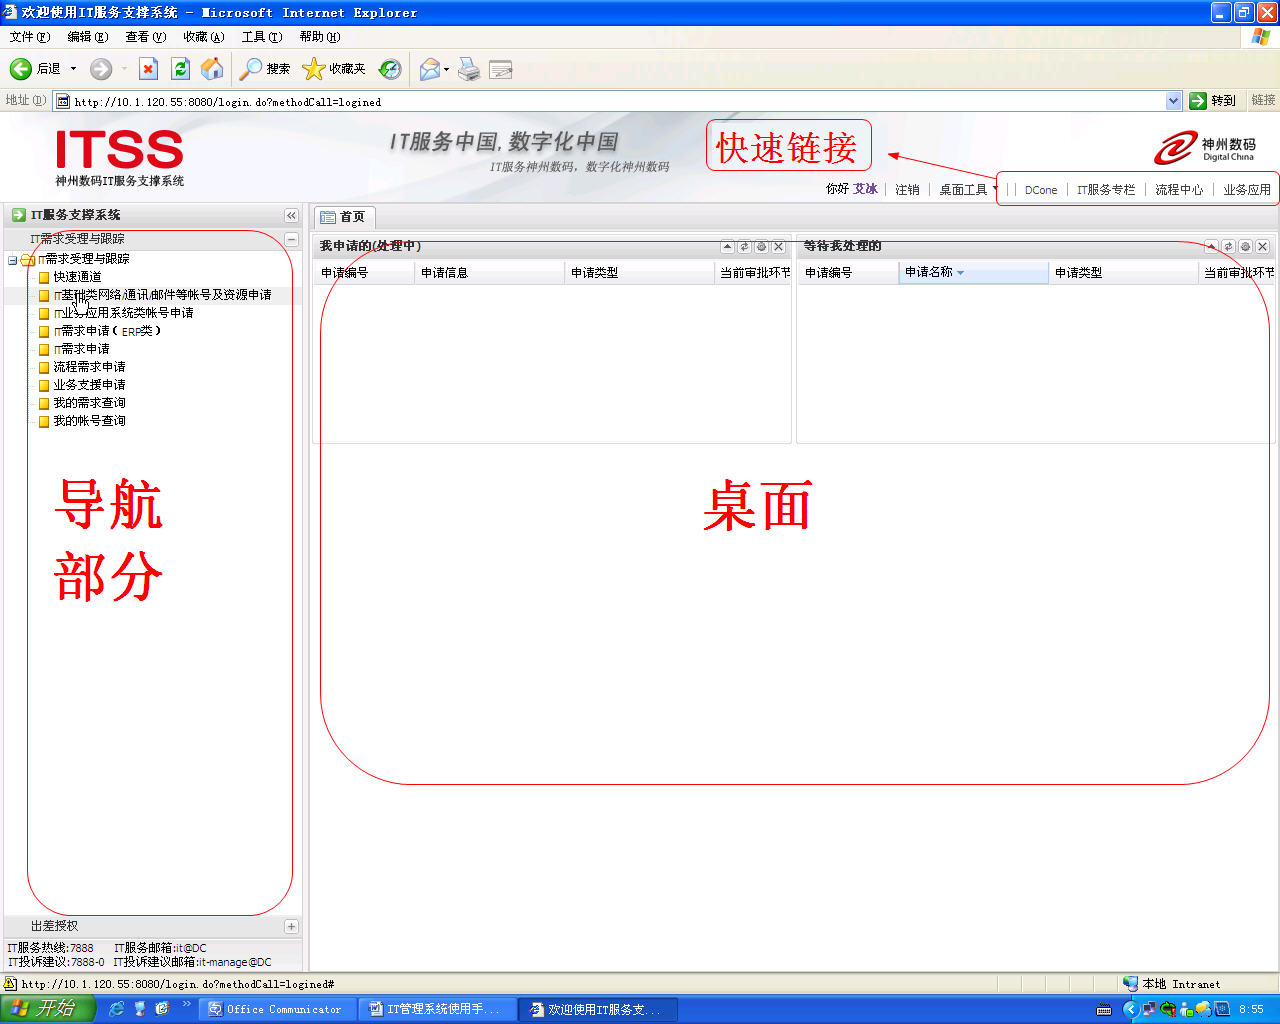 欢迎使用IT服务支撑系统 - Microsoft Internet Explorer
文件(F) 编辑(E) 查看(V) 收藏(A) 工具(T) 帮助(H)
后退 搜索 收藏夹
地址(D) http://10.1.120.55:8080/login.do?methodCall=logined 转到 链接
ITSS
神州数码IT服务支撑系统
IT服务中国, 数字化中国
IT服务神州数码，数字化神州数码
快速链接
神州数码
Digital China
你好 艾冰 注销 桌面工具 DCone IT服务专栏 流程中心 业务应用
IT服务支撑系统
首页
IT需求受理与跟踪
IT需求受理与跟踪
快速通道
IT基础类网络/通讯/邮件等帐号及资源申请
IT业务应用系统类帐号申请
IT需求申请（ERP类）
IT需求申请
流程需求申请
业务支援申请
我的需求查询
我的帐号查询
我申请的(处理中)
申请编号 申请信息 申请类型 当前审批环节
等待我处理的
申请编号 申请名称 申请类型 当前审批环节
导航
部分
桌面
出差授权
IT服务热线:7888 IT服务邮箱:it@DC
IT投诉建议:7888-0 IT投诉建议邮箱:it-manage@DC
http://10.1.120.55:8080/login.do?methodCall=logined# 本地 Intranet
开始 Office Communicator IT管理系统使用手... 欢迎使用IT服务支... 8:55